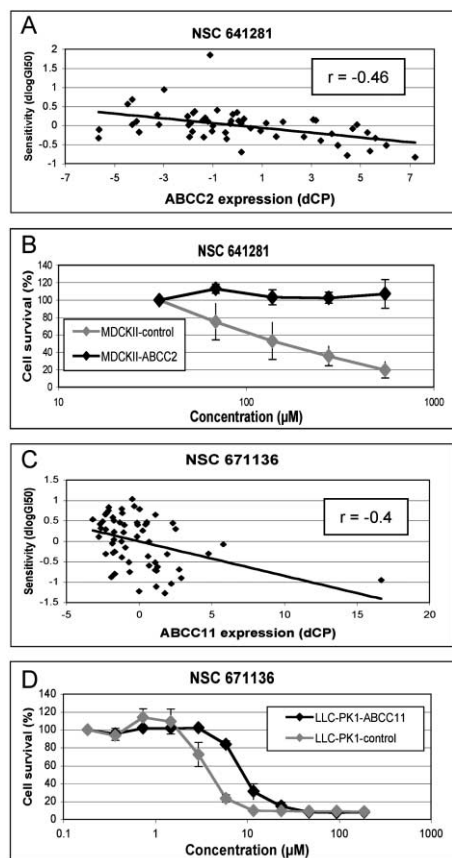 A
NSC 641281
r = -0.46
Sensitivity (dlogGI50)
2
1.5
1
0.5
0
-0.5
-1
-7 -5 -3 -1 1 3 5 7
ABCC2 expression (dCP)
B
NSC 641281
Cell survival (%)
140
120
100
80
60
40
20
0
MDCKII-control
MDCKII-ABCC2
10 100 1000
Concentration (µM)
C
NSC 671136
r = -0.4
Sensitivity (dlogGI50)
1.5
1
0.5
0
-0.5
-1
-1.5
-5 0 5 10 15 20
ABCC11 expression (dCP)
D
NSC 671136
Cell survival (%)
140
120
100
80
60
40
20
0
LLC-PK1-ABCC11
LLC-PK1-control
0.1 1 10 100 1000
Concentration (µM)